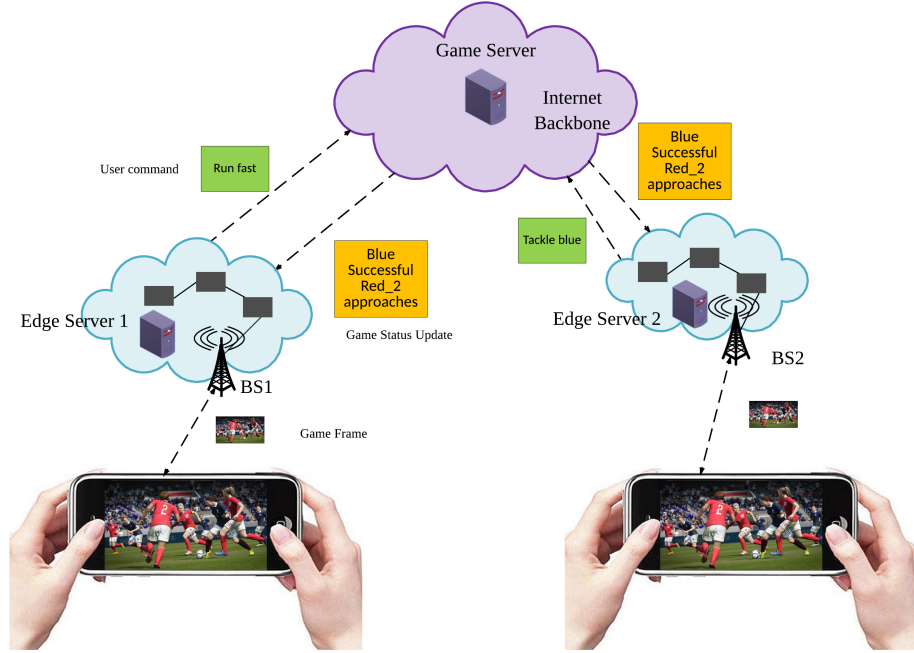 Game Server
Internet
Backbone
User command
Run fast
Blue
Successful
Red_2
approaches
Tackle blue
Blue
Successful
Red_2
approaches
Edge Server 1
Edge Server 2
Game Status Update
BS1
BS2
Game Frame
2
2